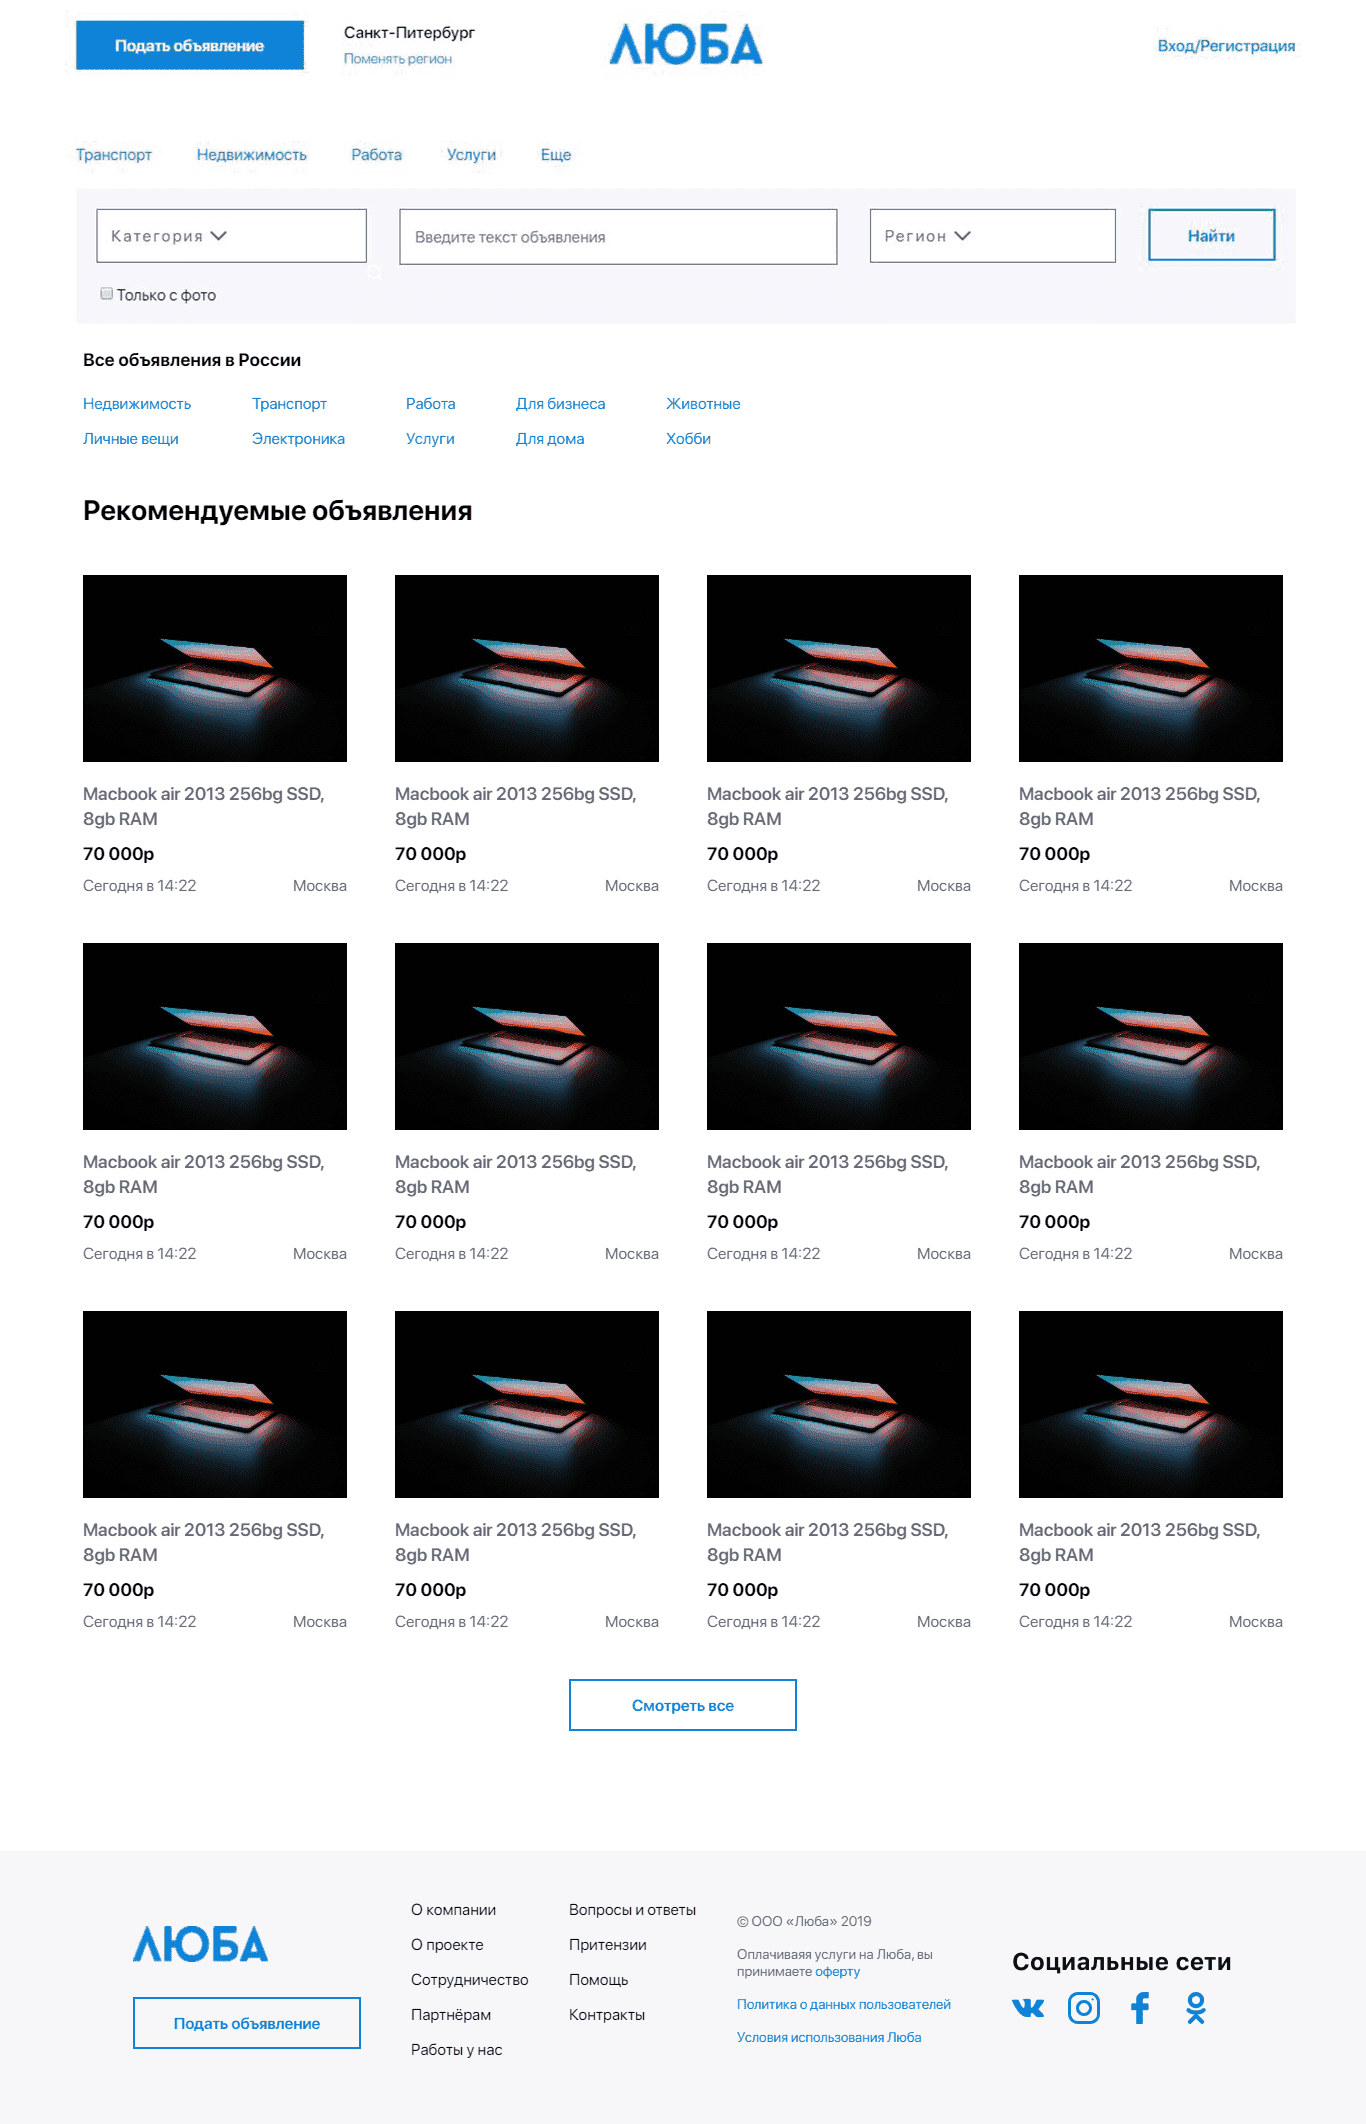 Подать объявление
Санкт-Питербург
Поменять регион
ЛЮБА
Вход/Регистрация
Транспорт Недвижимость Работа Услуги Еще
Категория
Введите текст объявления
Регион
Найти
Только с фото
Все объявления в России
Недвижимость Транспорт Работа Для бизнеса Животные
Личные вещи Электроника Услуги Для дома Хобби
Рекомендуемые объявления
Macbook air 2013 256bg SSD,
8gb RAM
70 000р
Сегодня в 14:22 Москва
Macbook air 2013 256bg SSD,
8gb RAM
70 000р
Сегодня в 14:22 Москва
Macbook air 2013 256bg SSD,
8gb RAM
70 000р
Сегодня в 14:22 Москва
Macbook air 2013 256bg SSD,
8gb RAM
70 000р
Сегодня в 14:22 Москва
Macbook air 2013 256bg SSD,
8gb RAM
70 000р
Сегодня в 14:22 Москва
Macbook air 2013 256bg SSD,
8gb RAM
70 000р
Сегодня в 14:22 Москва
Macbook air 2013 256bg SSD,
8gb RAM
70 000р
Сегодня в 14:22 Москва
Macbook air 2013 256bg SSD,
8gb RAM
70 000р
Сегодня в 14:22 Москва
Macbook air 2013 256bg SSD,
8gb RAM
70 000р
Сегодня в 14:22 Москва
Macbook air 2013 256bg SSD,
8gb RAM
70 000р
Сегодня в 14:22 Москва
Macbook air 2013 256bg SSD,
8gb RAM
70 000р
Сегодня в 14:22 Москва
Macbook air 2013 256bg SSD,
8gb RAM
70 000р
Сегодня в 14:22 Москва
Смотреть все
ЛЮБА
Подать объявление
О компании
О проекте
Сотрудничество
Партнёрам
Работы у нас
Вопросы и ответы
Притензии
Помощь
Контракты
© ООО «Люба» 2019
Оплачиваяя услуги на Люба, вы
принимаете оферту
Политика о данных пользователей
Условия использования Люба
Социальные сети